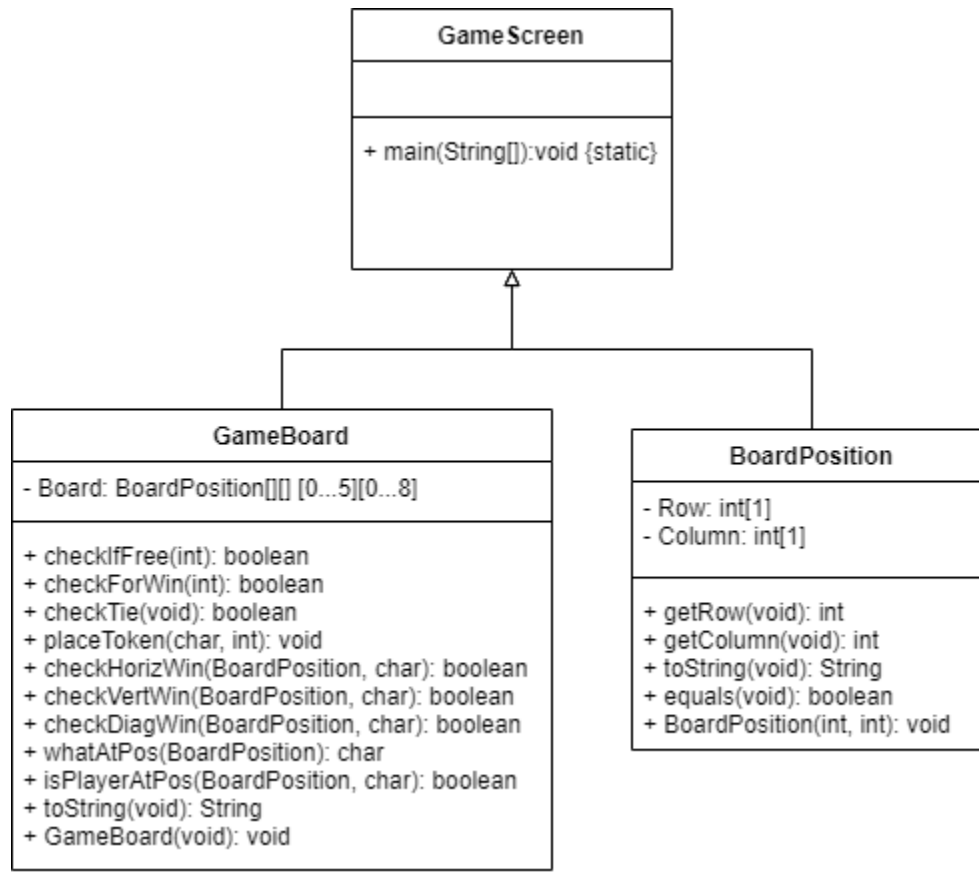 GameScreen
+ main(String[]):void {static}
GameBoard
- Board: BoardPosition[][] [0...5][0...8]
+ checkIfFree(int): boolean
+ checkForWin(int): boolean
+ checkTie(void): boolean
+ placeToken(char, int): void
+ checkHorizWin(BoardPosition, char): boolean
+ checkVertWin(BoardPosition, char): boolean
+ checkDiagWin(BoardPosition, char): boolean
+ whatAtPos(BoardPosition): char
+ isPlayerAtPos(BoardPosition, char): boolean
+ toString(void): String
+ GameBoard(void): void
BoardPosition
- Row: int[1]
- Column: int[1]
+ getRow(void): int
+ getColumn(void): int
+ toString(void): String
+ equals(void): boolean
+ BoardPosition(int, int): void